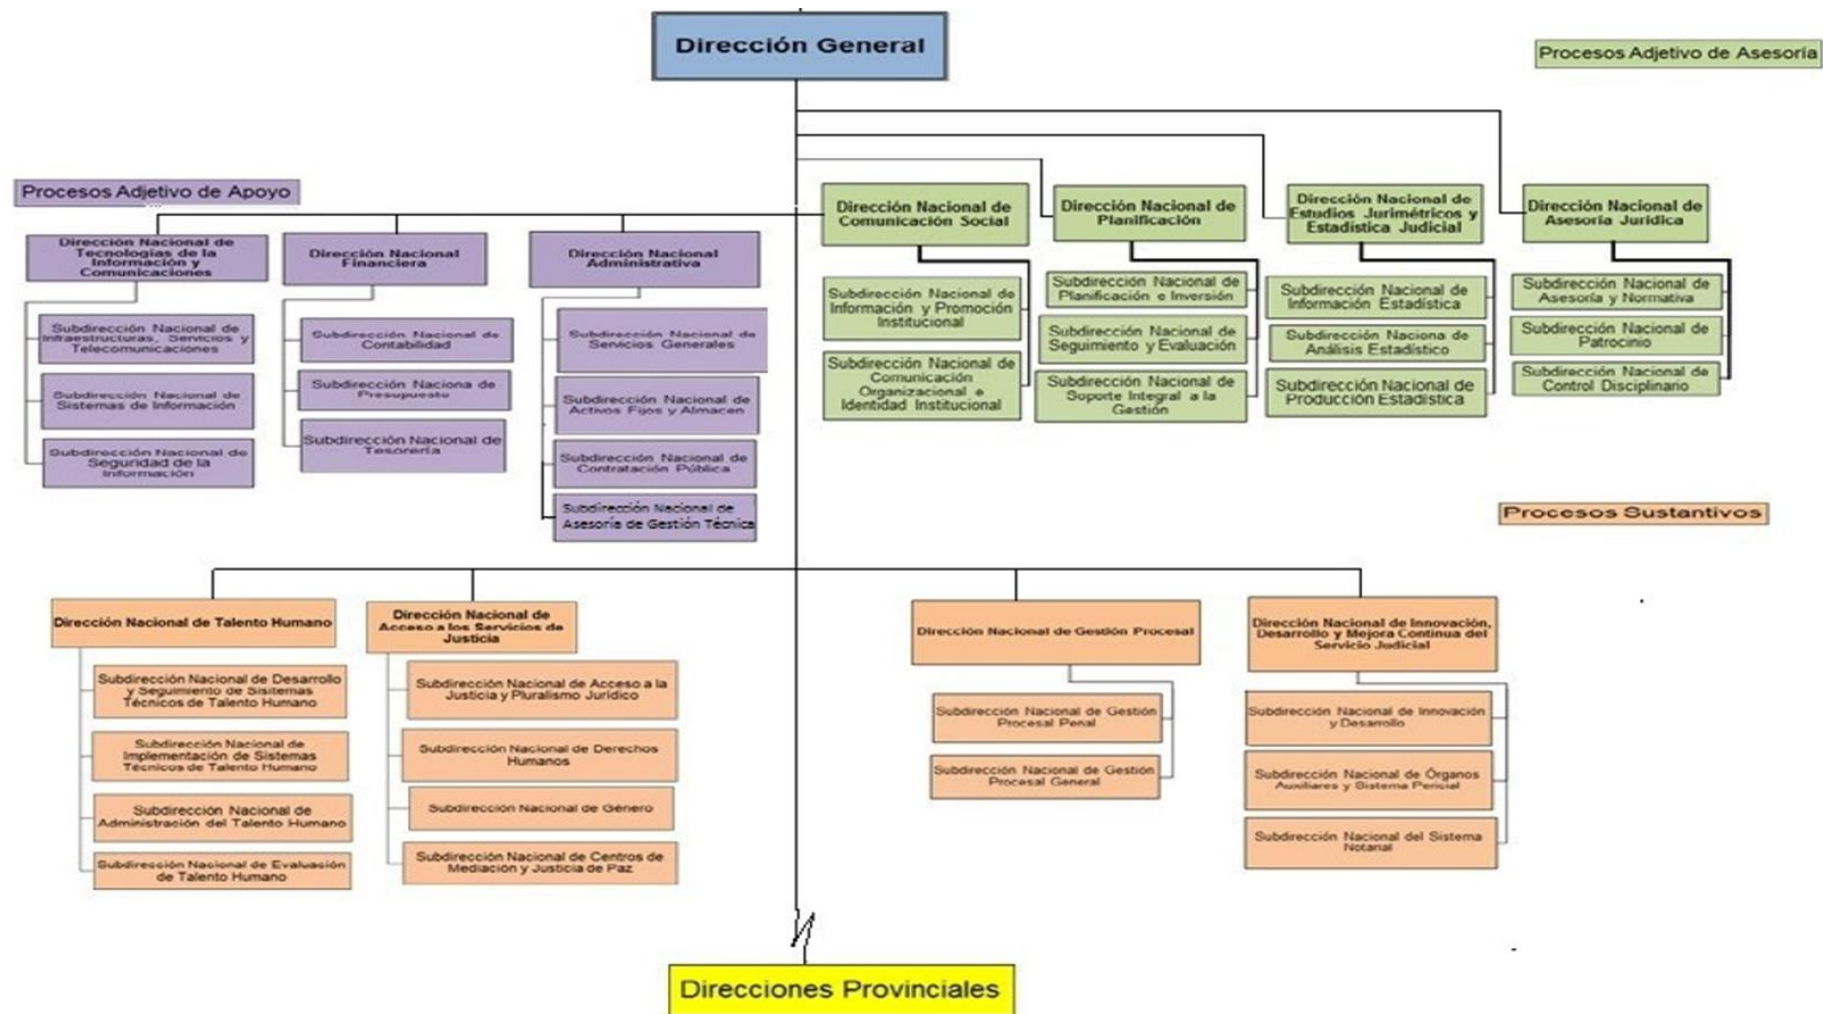 Dirección General
Procesos Adjetivo de Asesoría
Procesos Adjetivo de Apoyo
Dirección Nacional de
Comunicación Social
Dirección Nacional de
Planificación
Dirección Nacional de
Estudios Jurimétricos y
Estadística Judicial
Dirección Nacional de
Asesoría Jurídica
Dirección Nacional de
Tecnologías de la
Información y
Comunicaciones
Dirección Nacional
Financiera
Dirección Nacional
Administrativa
Subdirección Nacional de
Infraestructuras, Servicios y
Telecomunicaciones
Subdirección Nacional de
Sistemas de Información
Subdirección Nacional de
Seguridad de la
Información
Subdirección Nacional de
Contabilidad
Subdirección Naciona de
Presupuesto
Subdirección Nacional de
Tesorería
Subdirección Nacional de
Servicios Generales
Subdirección Nacional de
Activos Fijos y Almacen
Subdirección Nacional de
Contratación Pública
Subdirección Nacional de
Asesoría de Gestión Técnica
Subdirección Nacional de
Información y Promoción
Institucional
Subdirección Nacional de
Comunicación
Organizacional e
Identidad Institucional
Subdirección Nacional de
Planificación e Inversión
Subdirección Nacional de
Seguimiento y Evaluación
Subdirección Nacional de
Soporte Integral a la
Gestión
Subdirección Nacional de
Información Estadística
Subdirección Naciona de
Análisis Estadístico
Subdirección Nacional de
Producción Estadística
Subdirección Nacional de
Asesoría y Normativa
Subdirección Nacional de
Patrocinio
Subdirección Nacional de
Control Disciplinario
Procesos Sustantivos
Dirección Nacional de Talento Humano
Subdirección Nacional de Desarrollo
y Seguimiento de Sisitemas
Técnicos de Talento Humano
Subdirección Nacional de
Implementación de Sistemas
Técnicos de Talento Humano
Subdirección Nacional de
Administración del Talento Humano
Subdirección Nacional de Evaluación
de Talento Humano
Dirección Nacional de
Acceso a los Servicios de
Justicia
Subdirección Nacional de Acceso a la
Justicia y Pluralismo Jurídico
Subdirección Nacional de Derechos
Humanos
Subdirección Nacional de Género
Subdirección Nacional de Centros de
Mediación y Justicia de Paz
Dirección Nacional de Gestión Procesal
Subdirección Nacional de Gestión
Procesal Penal
Subdirección Nacional de Gestión
Procesal General
Dirección Nacional de Innovación,
Desarrollo y Mejora Continua del
Servicio Judicial
Subdirección Nacional de Innovación
y Desarrollo
Subdirección Nacional de Órganos
Auxiliares y Sistema Pericial
Subdirección Nacional del Sistema
Notarial
Direcciones Provinciales